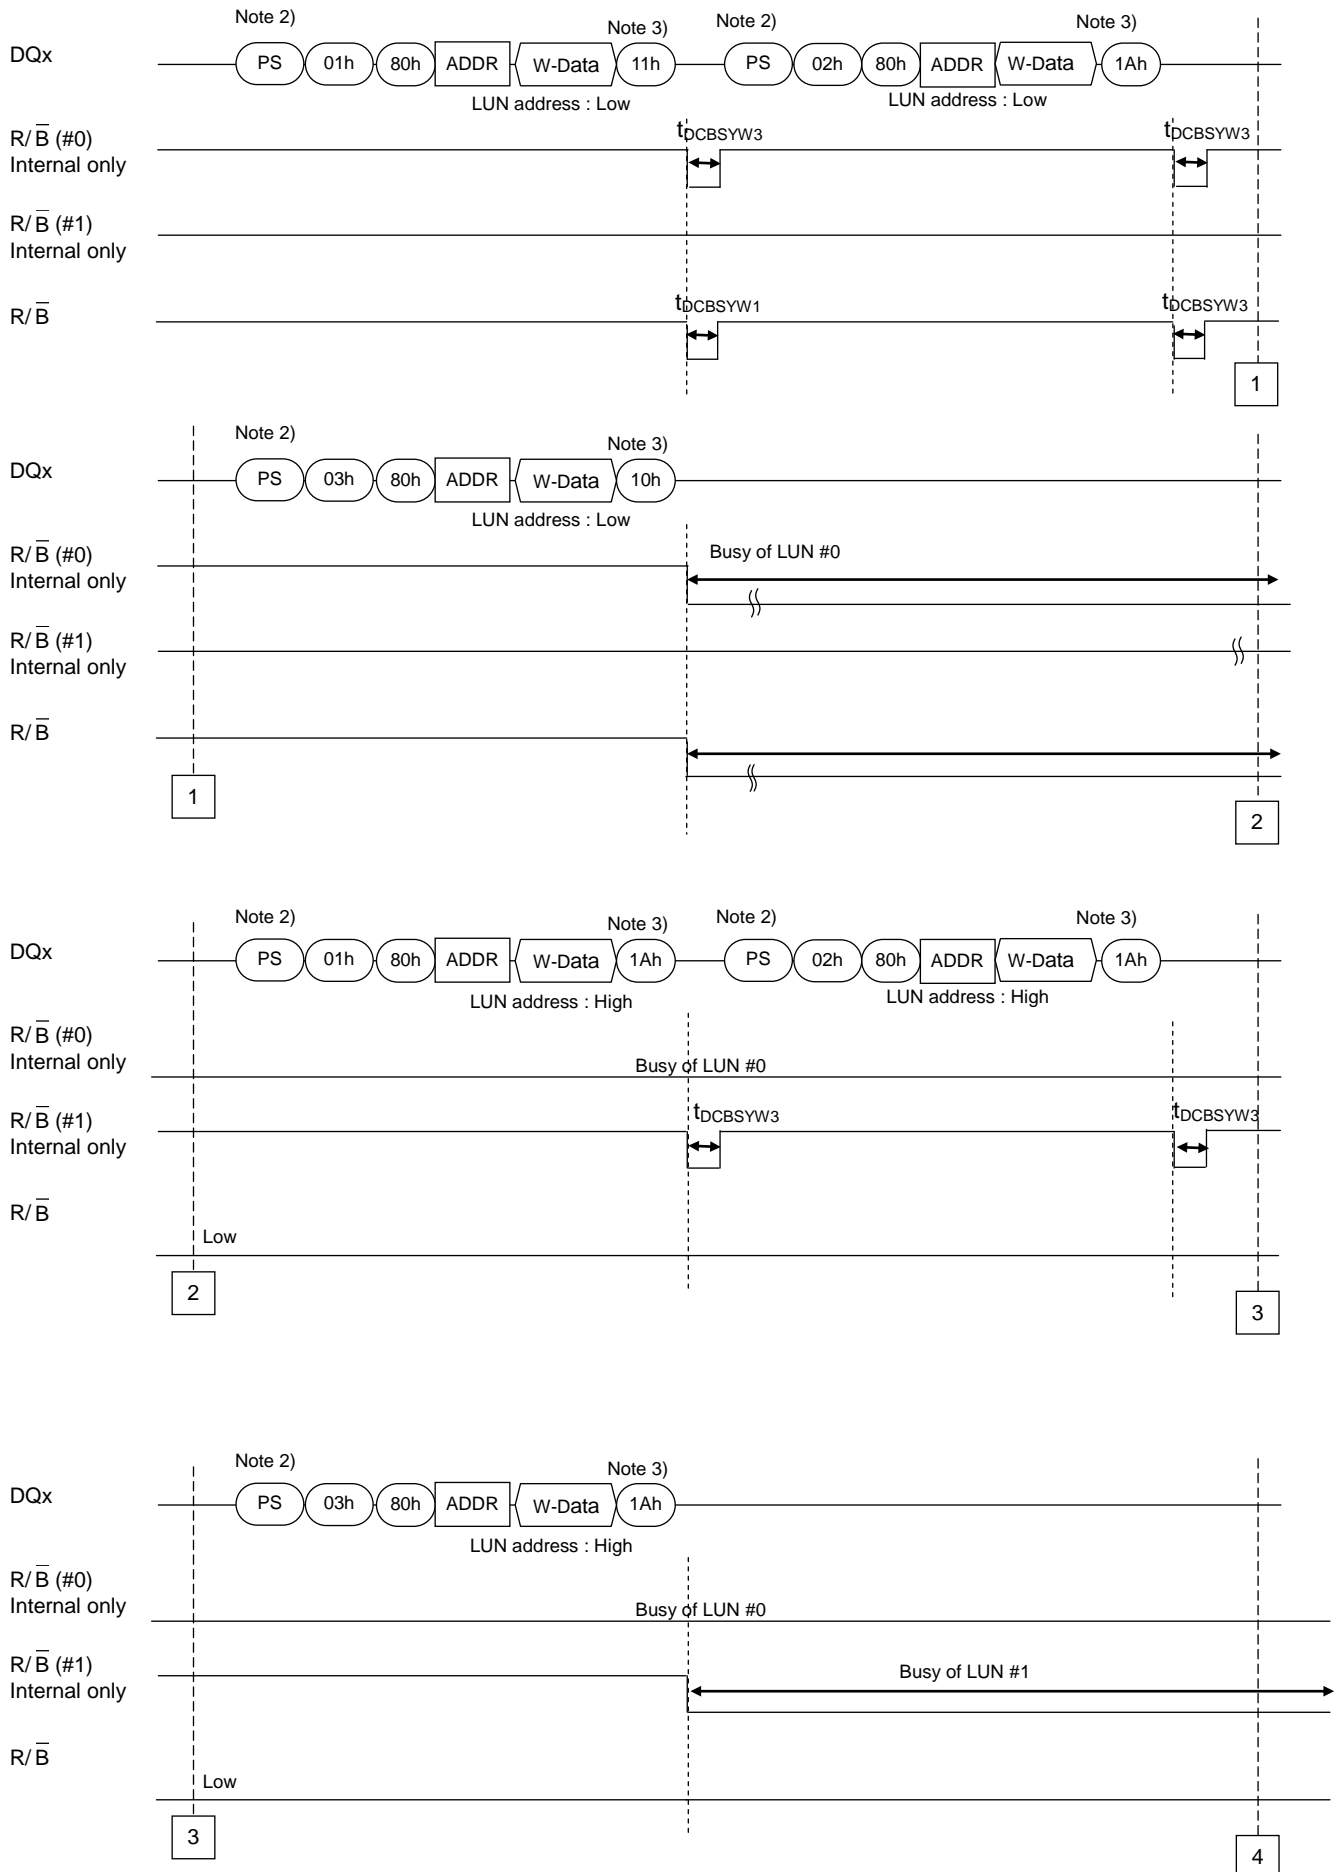 Note 2) Note 3) Note 2) Note 3)
DQx PS 01h 80h ADDR W-Data 11h PS 02h 80h ADDR W-Data 1Ah
LUN address : Low LUN address : Low
R/B̅ (#0) tDCBSYW3 tDCBSYW3
Internal only
R/B̅ (#1)
Internal only
R/B̅ tDCBSYW1 tDCBSYW3
1
Note 2) Note 3)
DQx PS 03h 80h ADDR W-Data 10h
LUN address : Low
R/B̅ (#0) Busy of LUN #0
Internal only
R/B̅ (#1)
Internal only
R/B̅
1 2
Note 2) Note 3) Note 2) Note 3)
DQx PS 01h 80h ADDR W-Data 1Ah PS 02h 80h ADDR W-Data 1Ah
LUN address : High LUN address : High
R/B̅ (#0)
Internal only Busy of LUN #0
R/B̅ (#1) tDCBSYW3 tDCBSYW3
Internal only
R/B̅
Low
2 3
Note 2) Note 3)
DQx PS 03h 80h ADDR W-Data 1Ah
LUN address : High
R/B̅ (#0)
Internal only Busy of LUN #0
R/B̅ (#1) Busy of LUN #1
Internal only
R/B̅
Low
3 4